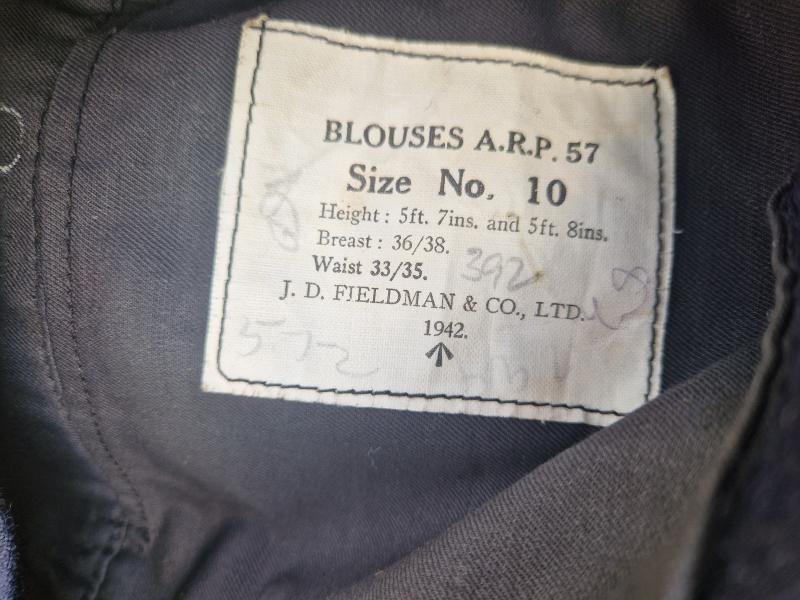 BLOUSES A.R.P. 57
Size No. 10
Height: 5ft. 7ins. and 5ft. 8ins.
Breast: 36/38.
Waist 33/35.
392
J. D. FIELDMAN & CO., LTD.
1942.